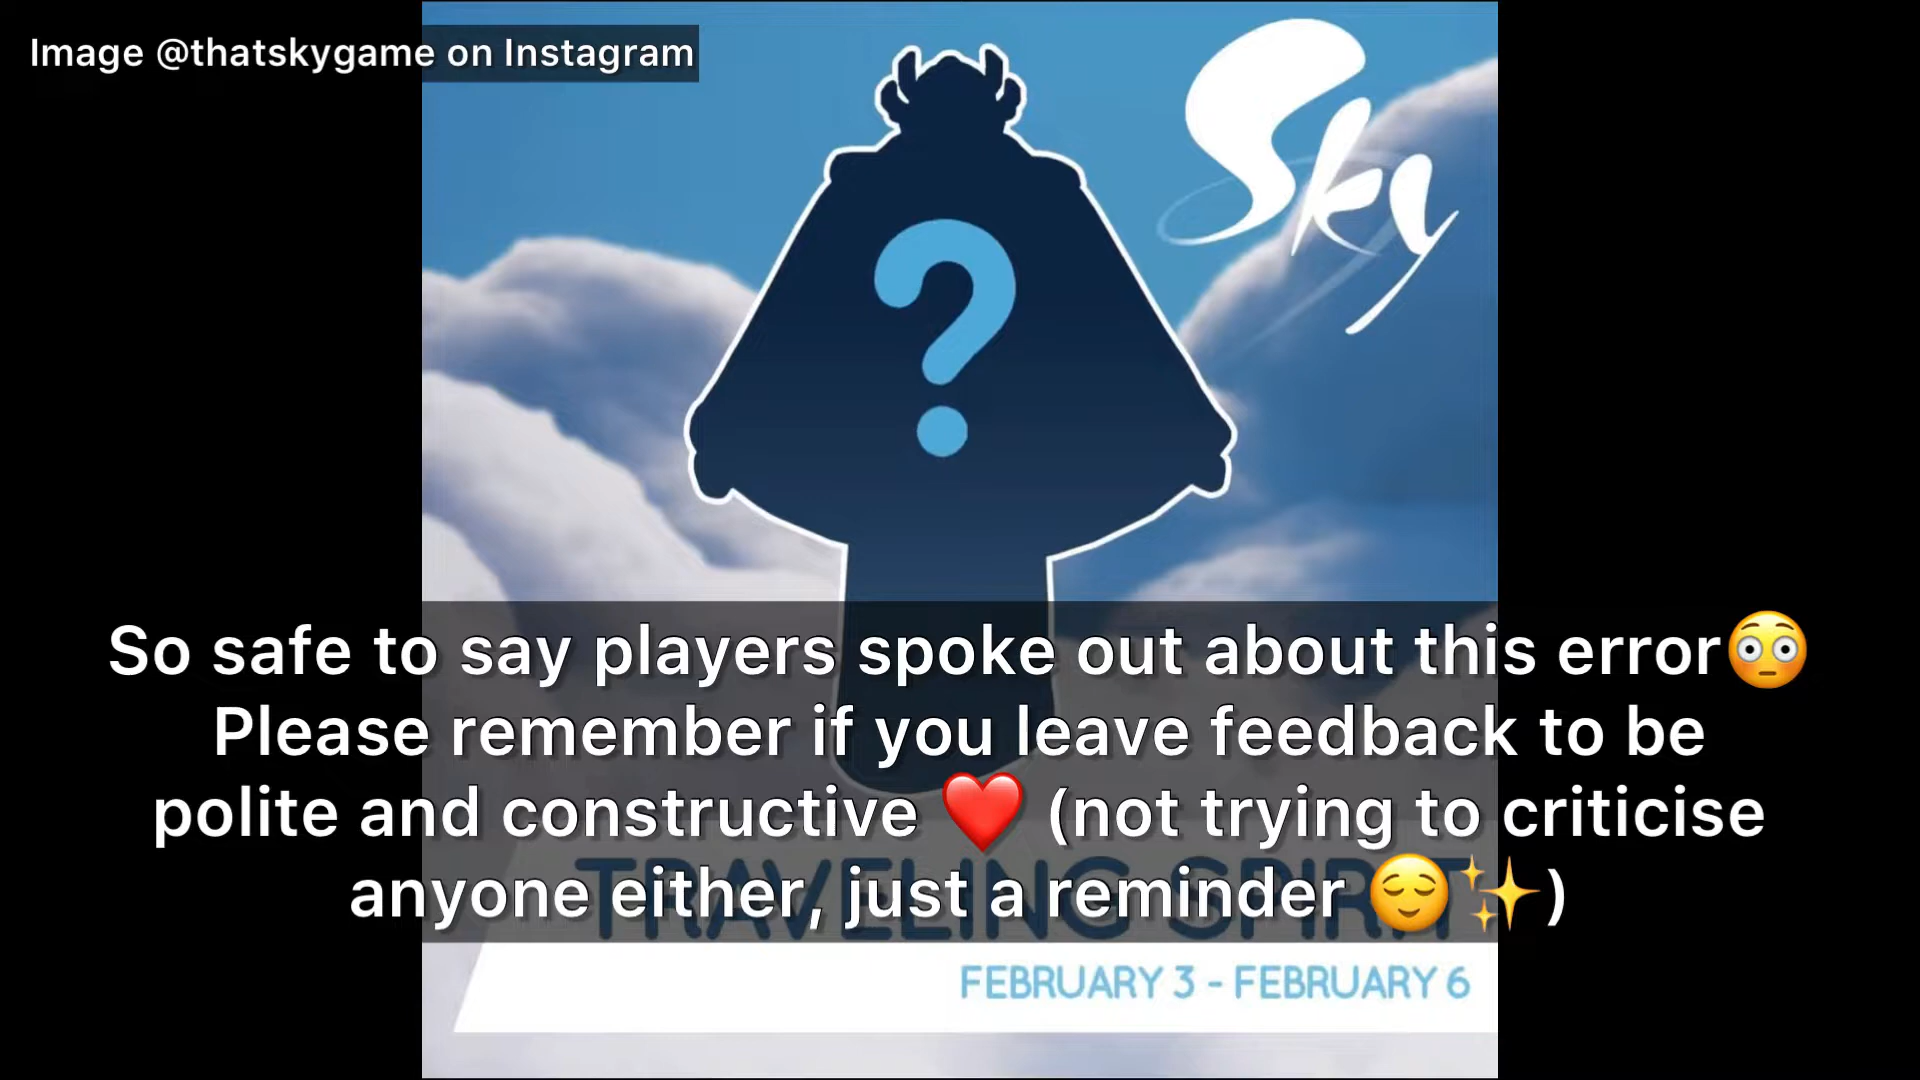 Image @thatskygame on Instagram
Sky
?
So safe to say players spoke out about this error😳
Please remember if you leave feedback to be
polite and constructive ❤️ (not trying to criticise
anyone either, just a reminder 😌✨)
TRAVELING SPIRIT
FEBRUARY 3 - FEBRUARY 6